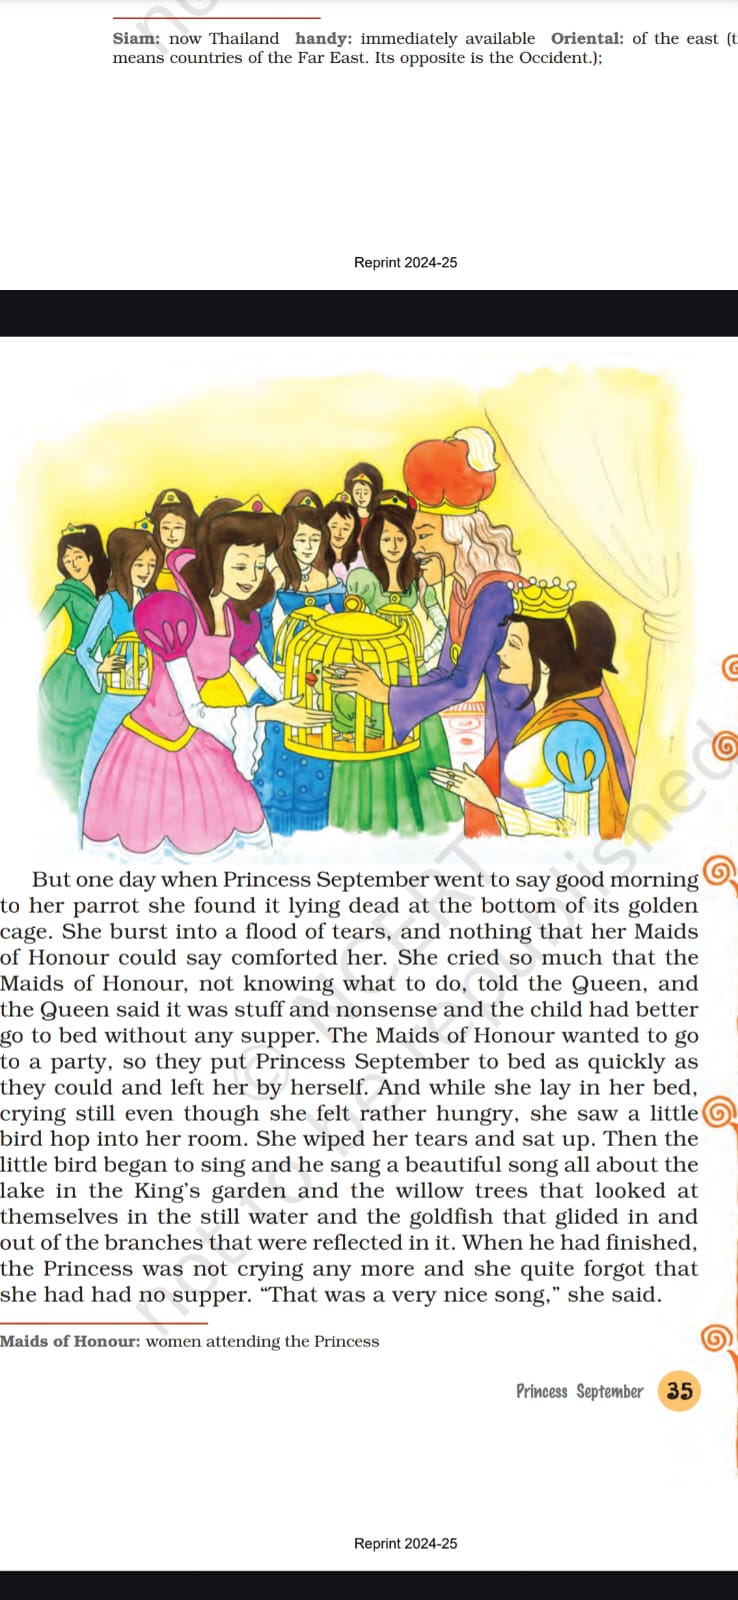 Siam: now Thailand handy: immediately available Oriental: of the east (t
means countries of the Far East. Its opposite is the Occident.);
Reprint 2024-25
But one day when Princess September went to say good morning
to her parrot she found it lying dead at the bottom of its golden
cage. She burst into a flood of tears, and nothing that her Maids
of Honour could say comforted her. She cried so much that the
Maids of Honour, not knowing what to do, told the Queen, and
the Queen said it was stuff and nonsense and the child had better
go to bed without any supper. The Maids of Honour wanted to go
to a party, so they put Princess September to bed as quickly as
they could and left her by herself. And while she lay in her bed,
crying still even though she felt rather hungry, she saw a little
bird hop into her room. She wiped her tears and sat up. Then the
little bird began to sing and he sang a beautiful song all about the
lake in the King's garden and the willow trees that looked at
themselves in the still water and the goldfish that glided in and
out of the branches that were reflected in it. When he had finished,
the Princess was not crying any more and she quite forgot that
she had had no supper. “That was a very nice song,” she said.
Maids of Honour: women attending the Princess
Princess September 35
Reprint 2024-25
© NCERT
not to be republished